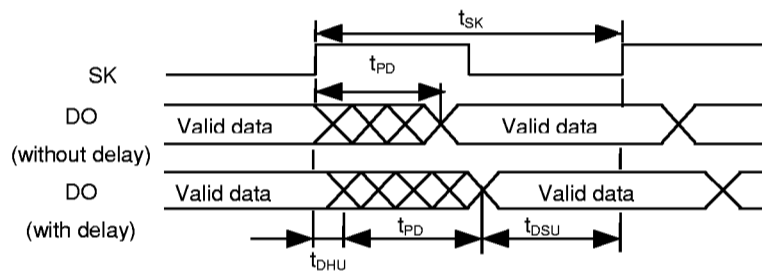 tSK
tPD
SK
DO
(without delay)
Valid data
Valid data
DO
(with delay)
Valid data
Valid data
tDHU
tPD
tDSU